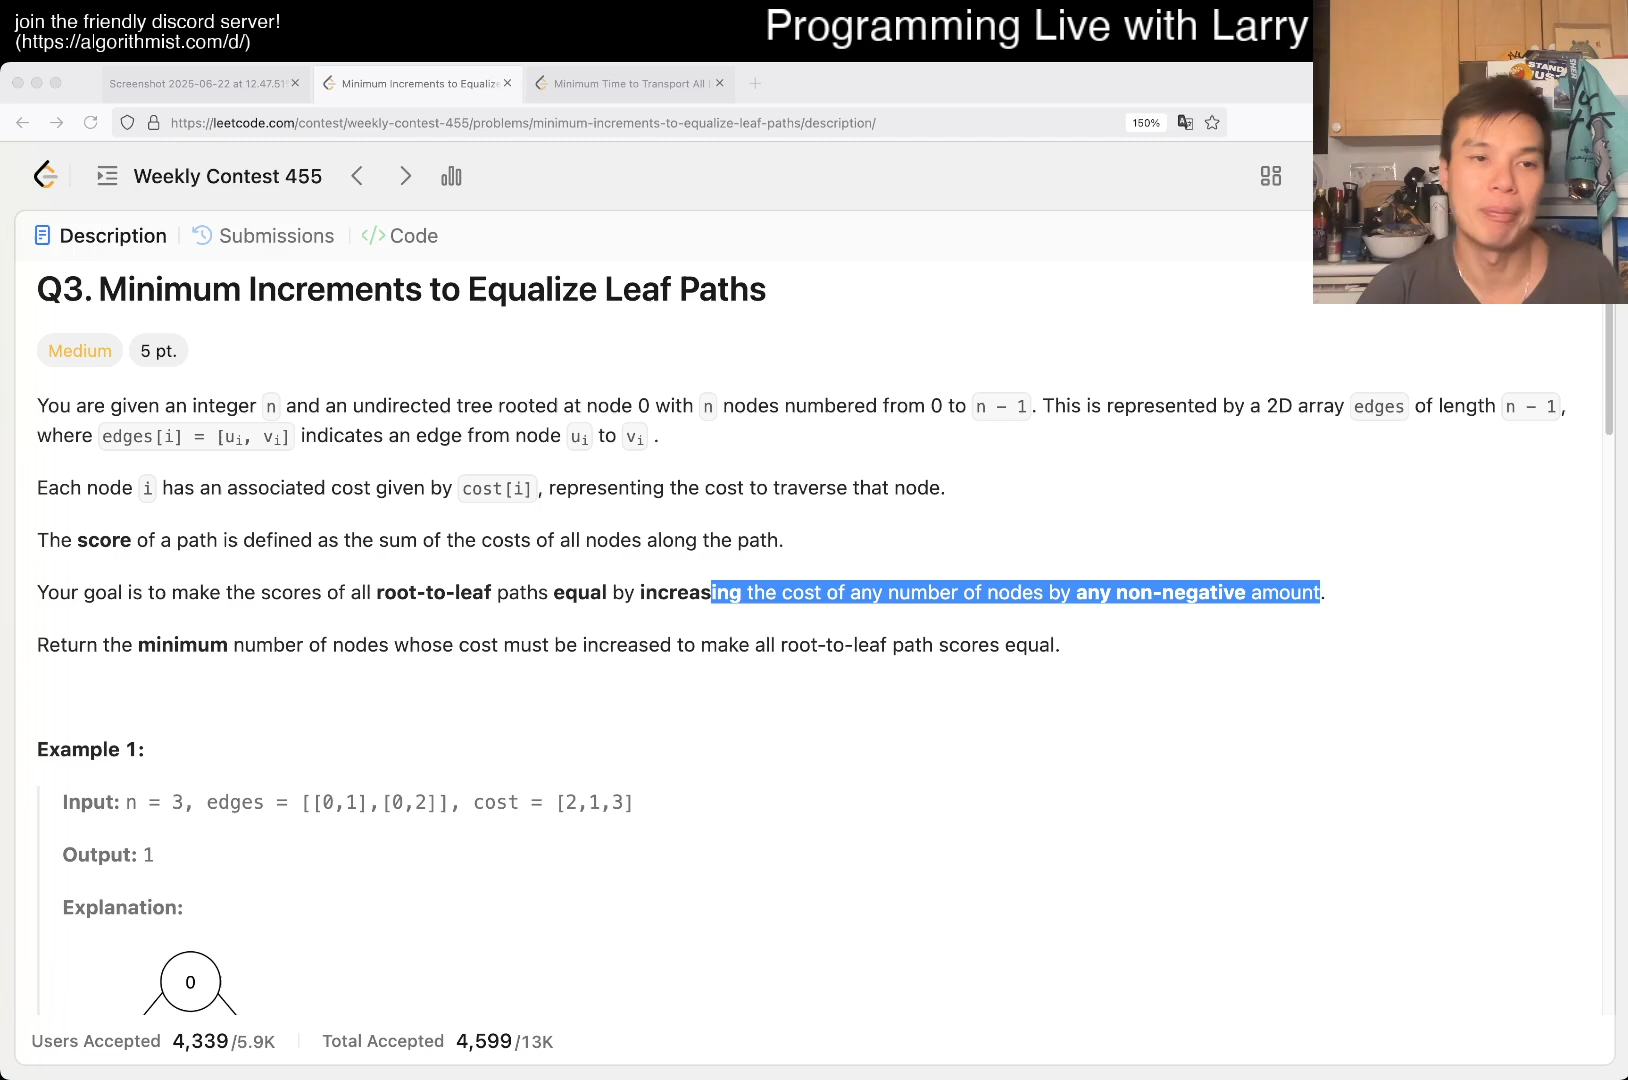 join the friendly discord server!
(https://algorithmist.com/d/)
Programming Live with Larry
Screenshot 2025-06-22 at 12.47.51
Minimum Increments to Equalize
Minimum Time to Transport All
https://leetcode.com/contest/weekly-contest-455/problems/minimum-increments-to-equalize-leaf-paths/description/
150%
Weekly Contest 455
Description
Submissions
</> Code
Q3. Minimum Increments to Equalize Leaf Paths
Medium 5 pt.
You are given an integer n and an undirected tree rooted at node 0 with n nodes numbered from 0 to n - 1. This is represented by a 2D array edges of length n - 1,
where edges[i] = [ui, vi] indicates an edge from node ui to vi .
Each node i has an associated cost given by cost[i], representing the cost to traverse that node.
The score of a path is defined as the sum of the costs of all nodes along the path.
Your goal is to make the scores of all root-to-leaf paths equal by increasing the cost of any number of nodes by any non-negative amount.
Return the minimum number of nodes whose cost must be increased to make all root-to-leaf path scores equal.
Example 1:
Input: n = 3, edges = [[0,1],[0,2]], cost = [2,1,3]
Output: 1
Explanation:
0
Users Accepted 4,339/5.9K
Total Accepted 4,599/13K
STAND
US